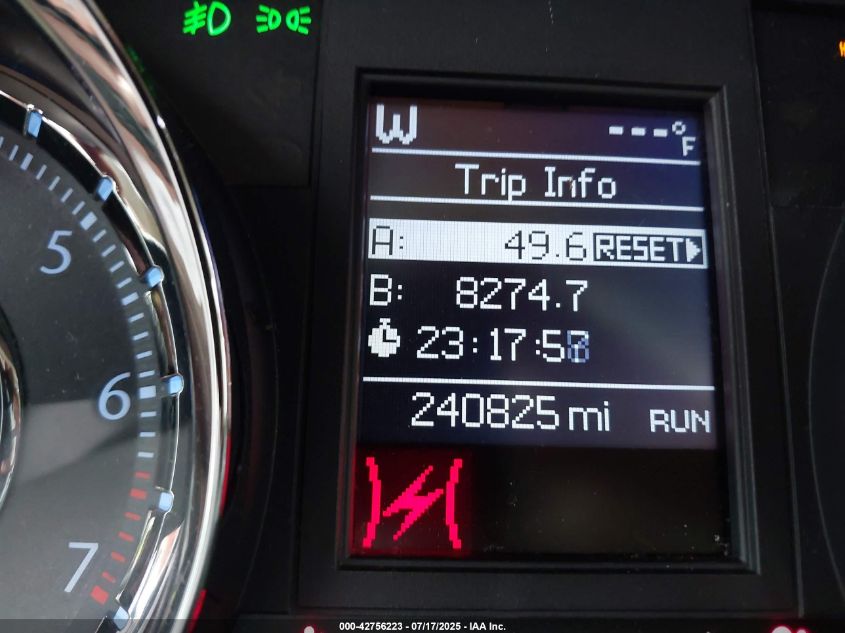 W
---°F
Trip Info
A: 49.6 RESET
B: 8274.7
23:17:5
240825 mi RUN
5
6
7
000-42756223 - 07/17/2025 - IAA Inc.